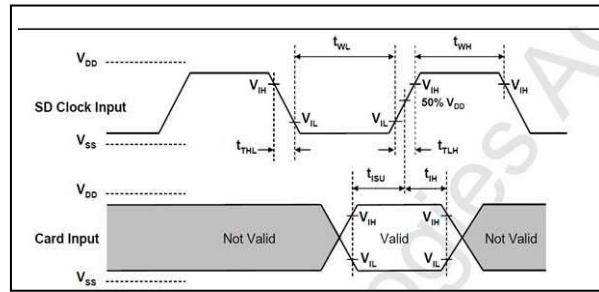 V_DD
t_WL
t_WH
V_IH
V_IH
V_IH
SD Clock Input
50% V_DD
V_IL
V_IL
V_SS
t_THL
t_TLH
t_ISU
t_IH
V_DD
V_IH
V_IH
Card Input
Not Valid
Valid
Not Valid
V_IL
V_IL
V_SS